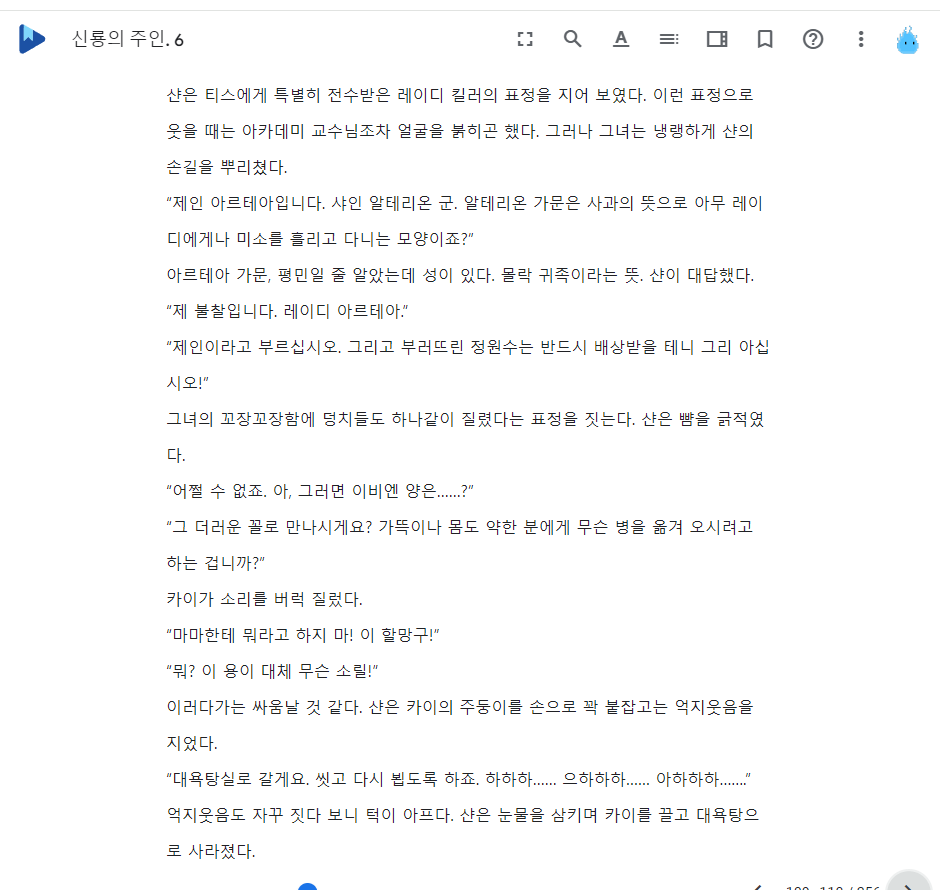 신룡의 주인. 6
샨은 티스에게 특별히 전수받은 레이디 킬러의 표정을 지어 보였다. 이런 표정으로
웃을 때는 아카데미 교수님조차 얼굴을 붉히곤 했다. 그러나 그녀는 냉랭하게 샨의
손길을 뿌리쳤다.
“제인 아르테아입니다. 샤인 알테리온 군. 알테리온 가문은 사과의 뜻으로 아무 레이
디에게나 미소를 흘리고 다니는 모양이죠?”
아르테아 가문, 평민일 줄 알았는데 성이 있다. 몰락 귀족이라는 뜻. 샨이 대답했다.
“제 불찰입니다. 레이디 아르테아.”
“제인이라고 부르십시오. 그리고 부러뜨린 정원수는 반드시 배상받을 테니 그리 아십
시오!”
그녀의 꼬장꼬장함에 덩치들도 하나같이 질렸다는 표정을 짓는다. 샨은 뺨을 긁적였
다.
“어쩔 수 없죠. 아, 그러면 이비엔 양은......?”
“그 더러운 꼴로 만나시게요? 가뜩이나 몸도 약한 분에게 무슨 병을 옮겨 오시려고
하는 겁니까?”
카이가 소리를 버럭 질렀다.
“마마한테 뭐라고 하지 마! 이 할망구!”
“뭐? 이 용이 대체 무슨 소릴!”
이러다가는 싸움날 것 같다. 샨은 카이의 주둥이를 손으로 꽉 붙잡고는 억지웃음을
지었다.
“대욕탕실로 갈게요. 씻고 다시 뵙도록 하죠. 하하하...... 으하하하...... 아하하하.......”
억지웃음도 자꾸 짓다 보니 턱이 아프다. 샨은 눈물을 삼키며 카이를 끌고 대욕탕으
로 사라졌다.